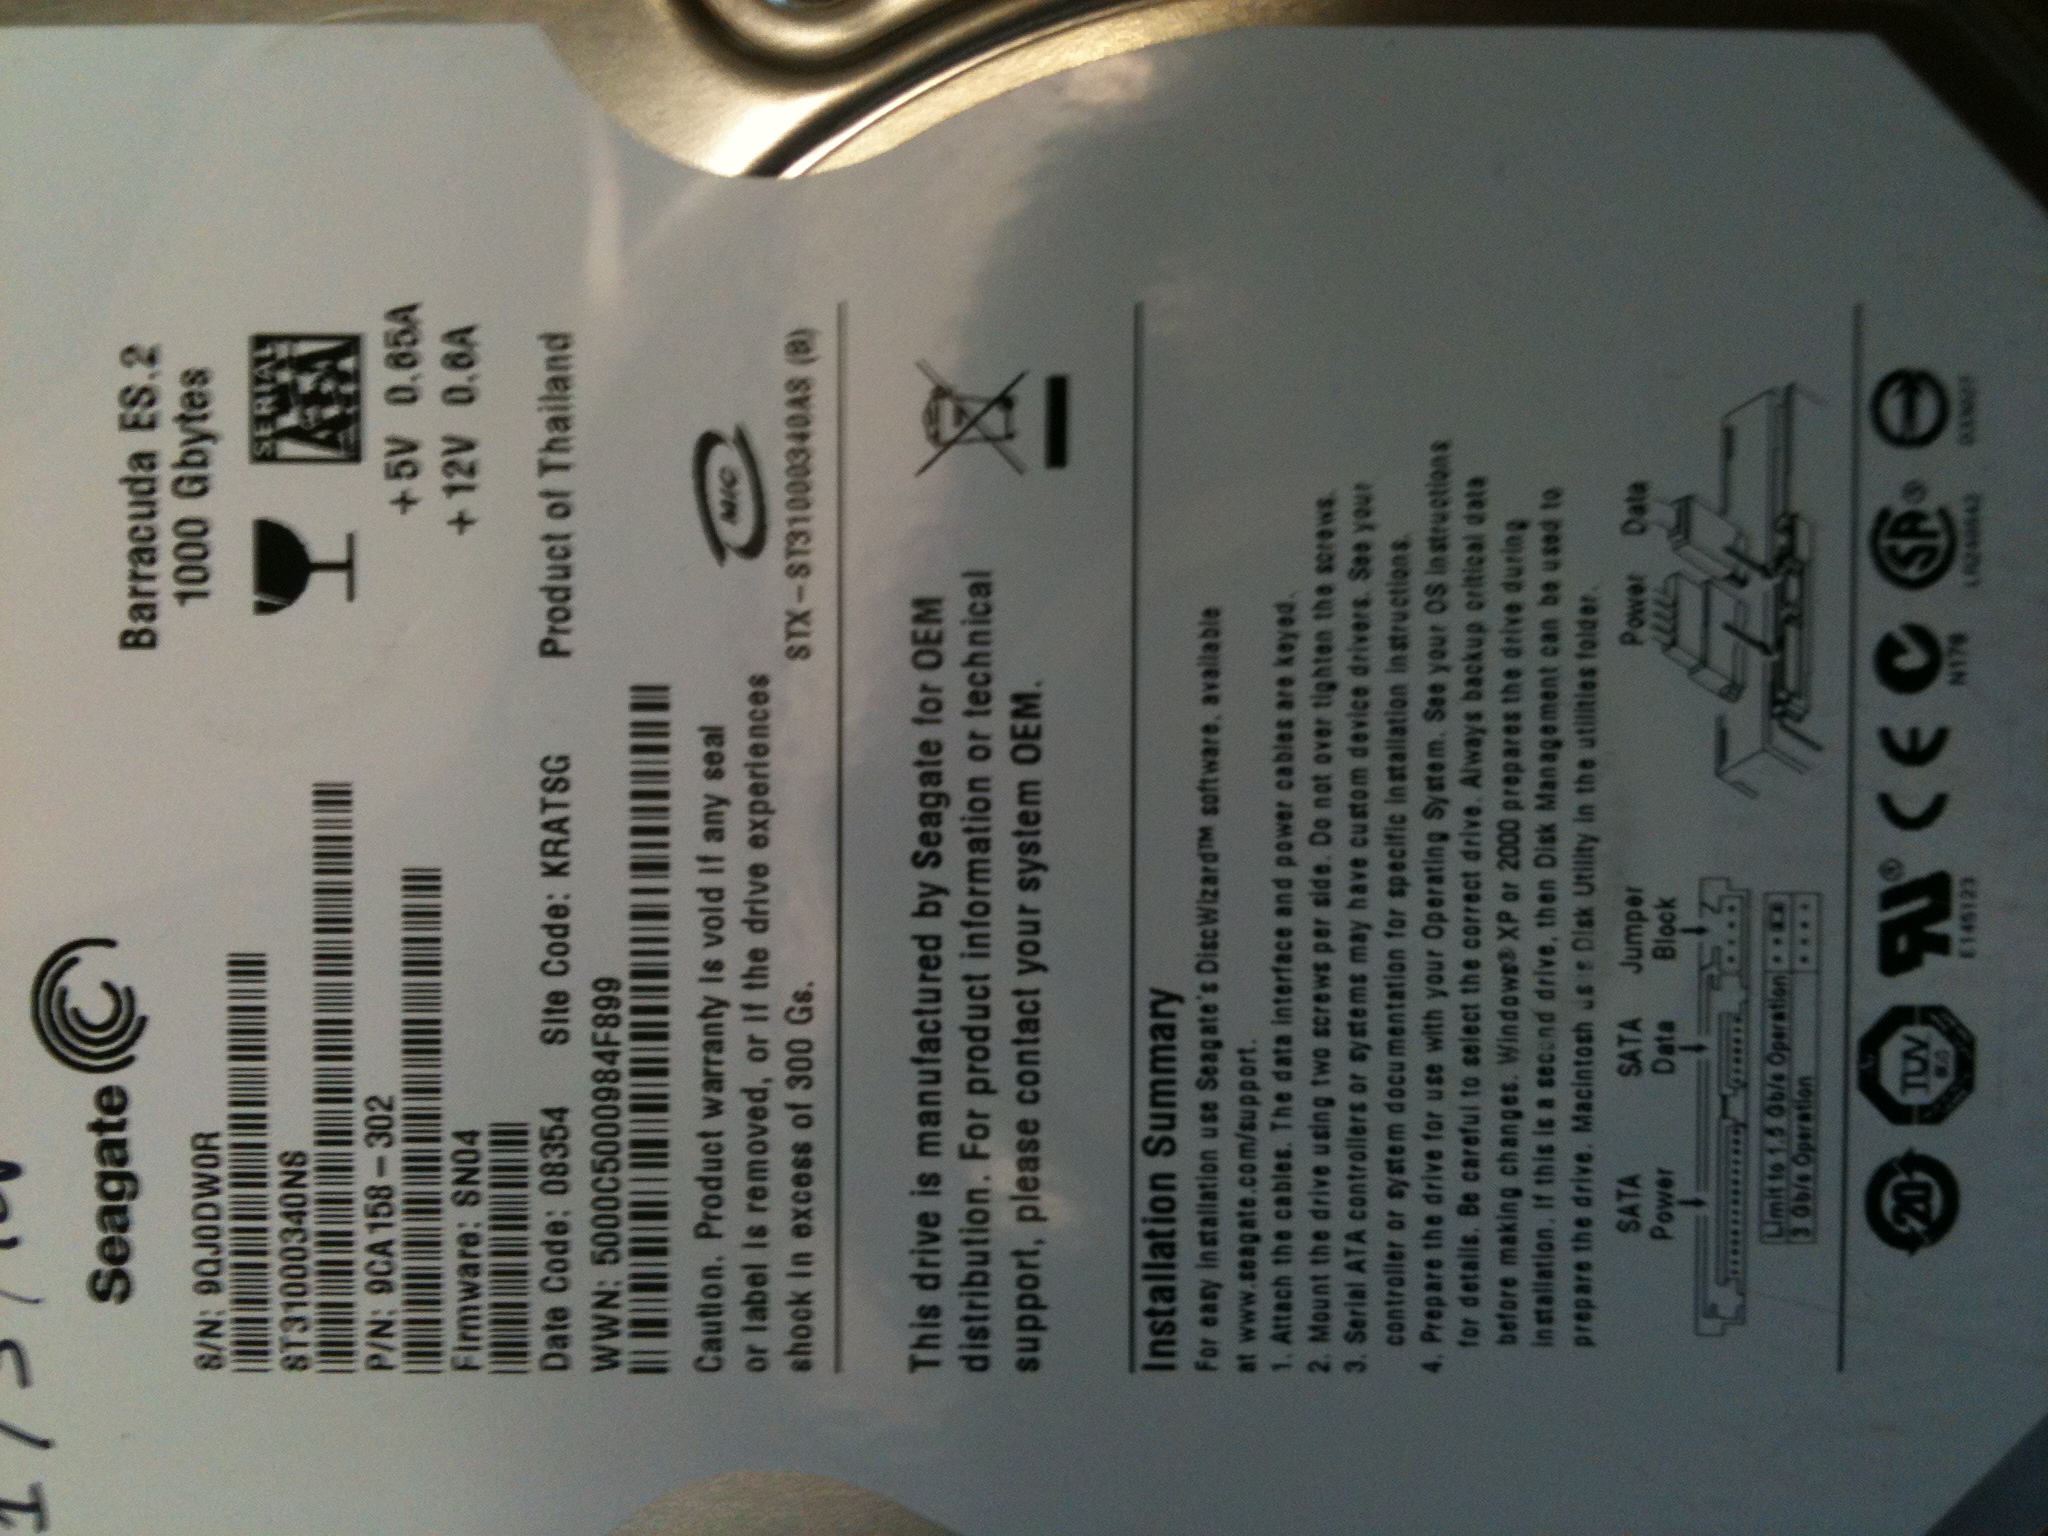 Seagate
Barracuda ES.2
1000 Gbytes
S/N: 9QJ0DW0R
ST31000340NS
SERIAL
ATA
P/N: 9CA158-302
+5V 0.65A
Firmware: SN04
+12V 0.6A
Date Code: 08354 Site Code: KRATSG Product of Thailand
WWN: 5000C5000984F899
Caution. Product warranty is void if any seal
or label is removed, or if the drive experiences
shock in excess of 300 Gs.
MIC
STX-ST31000340AS (B)
This drive is manufactured by Seagate for OEM
distribution. For product information or technical
support, please contact your system OEM.
Installation Summary
For easy installation use Seagate's DiscWizard™ software, available
at www.seagate.com/support.
1. Attach the cables. The data interface and power cables are keyed.
2. Mount the drive using two screws per side. Do not over tighten the screws.
3. Serial ATA controllers or systems may have custom device drivers. See your
controller or system documentation for specific installation instructions.
4. Prepare the drive for use with your Operating System. See your OS instructions
for details. Be careful to select the correct drive. Always backup critical data
before making changes. Windows® XP or 2000 prepares the drive during
installation. If this is a second drive, then Disk Management can be used to
prepare the drive. Macintosh users Disk Utility in the utilities folder.
SATA Power
SATA Data
Jumper Block
Power Data
Limit to 1.5 Gb/s Operation
3 Gb/s Operation
20
TUV
E145123
CE
N176
SA